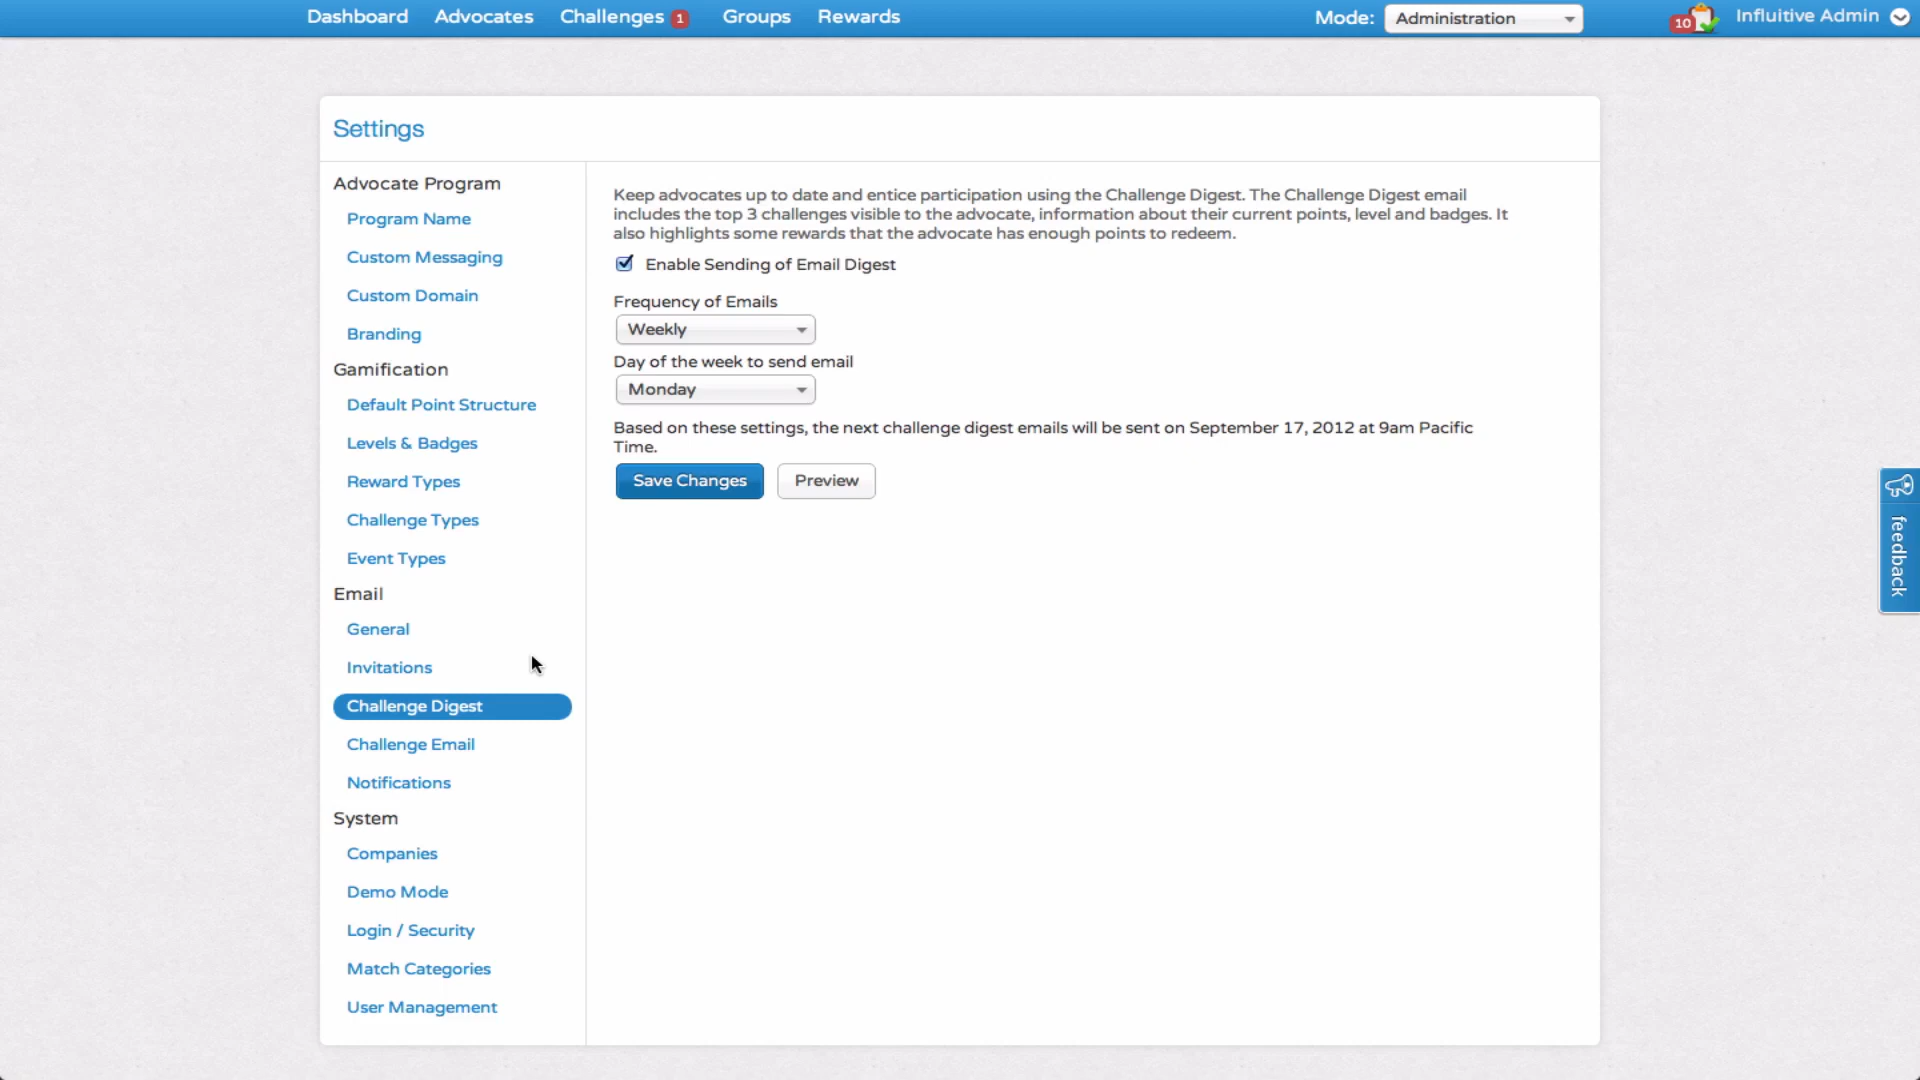 Dashboard Advocates Challenges 1 Groups Rewards Mode: Administration 10 Influitive Admin
Settings
Advocate Program
Program Name
Custom Messaging
Custom Domain
Branding
Gamification
Default Point Structure
Levels & Badges
Reward Types
Challenge Types
Event Types
Email
General
Invitations
Challenge Digest
Challenge Email
Notifications
System
Companies
Demo Mode
Login / Security
Match Categories
User Management
Keep advocates up to date and entice participation using the Challenge Digest. The Challenge Digest email
includes the top 3 challenges visible to the advocate, information about their current points, level and badges. It
also highlights some rewards that the advocate has enough points to redeem.
Enable Sending of Email Digest
Frequency of Emails
Weekly
Day of the week to send email
Monday
Based on these settings, the next challenge digest emails will be sent on September 17, 2012 at 9am Pacific
Time.
Save Changes Preview
feedback